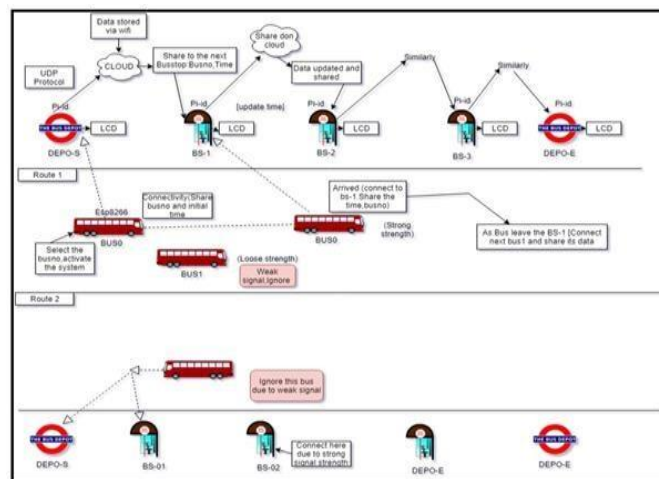 Data stored
via wifi
Share don
cloud
CLOUD
Share to the next
Busstop:Busno,Time
Data updated and
shared
Similarly
Similarly
UDP
Protocol
Pi-id
Pi-id.
[update time]
Pi-id.
Pi-id
Pi-id.
THE BUS DEPOT
LCD
LCD
LCD
LCD
THE BUS DEPOT
LCD
DEPO-S
BS-1
BS-2
BS-3
DEPO-E
Route 1
Esp8266
Connectivity(Share
busno and initial
time
Arrived (connect to
bs-1.Share the
time,busno)
BUS0
BUS0
(Strong
strength)
As Bus leave the BS-1 [Connect
next bus1 and share its data
Select the
busno,activate
the system
BUS1
(Loose strength)
Weak
signal,Ignore
Route 2
Ignore this bus
due to weak signal
THE BUS DEPOT
THE BUS DEPOT
Connect here
due to strong
signal strength
DEPO-S
BS-01
BS-02
DEPO-E
DEPO-E